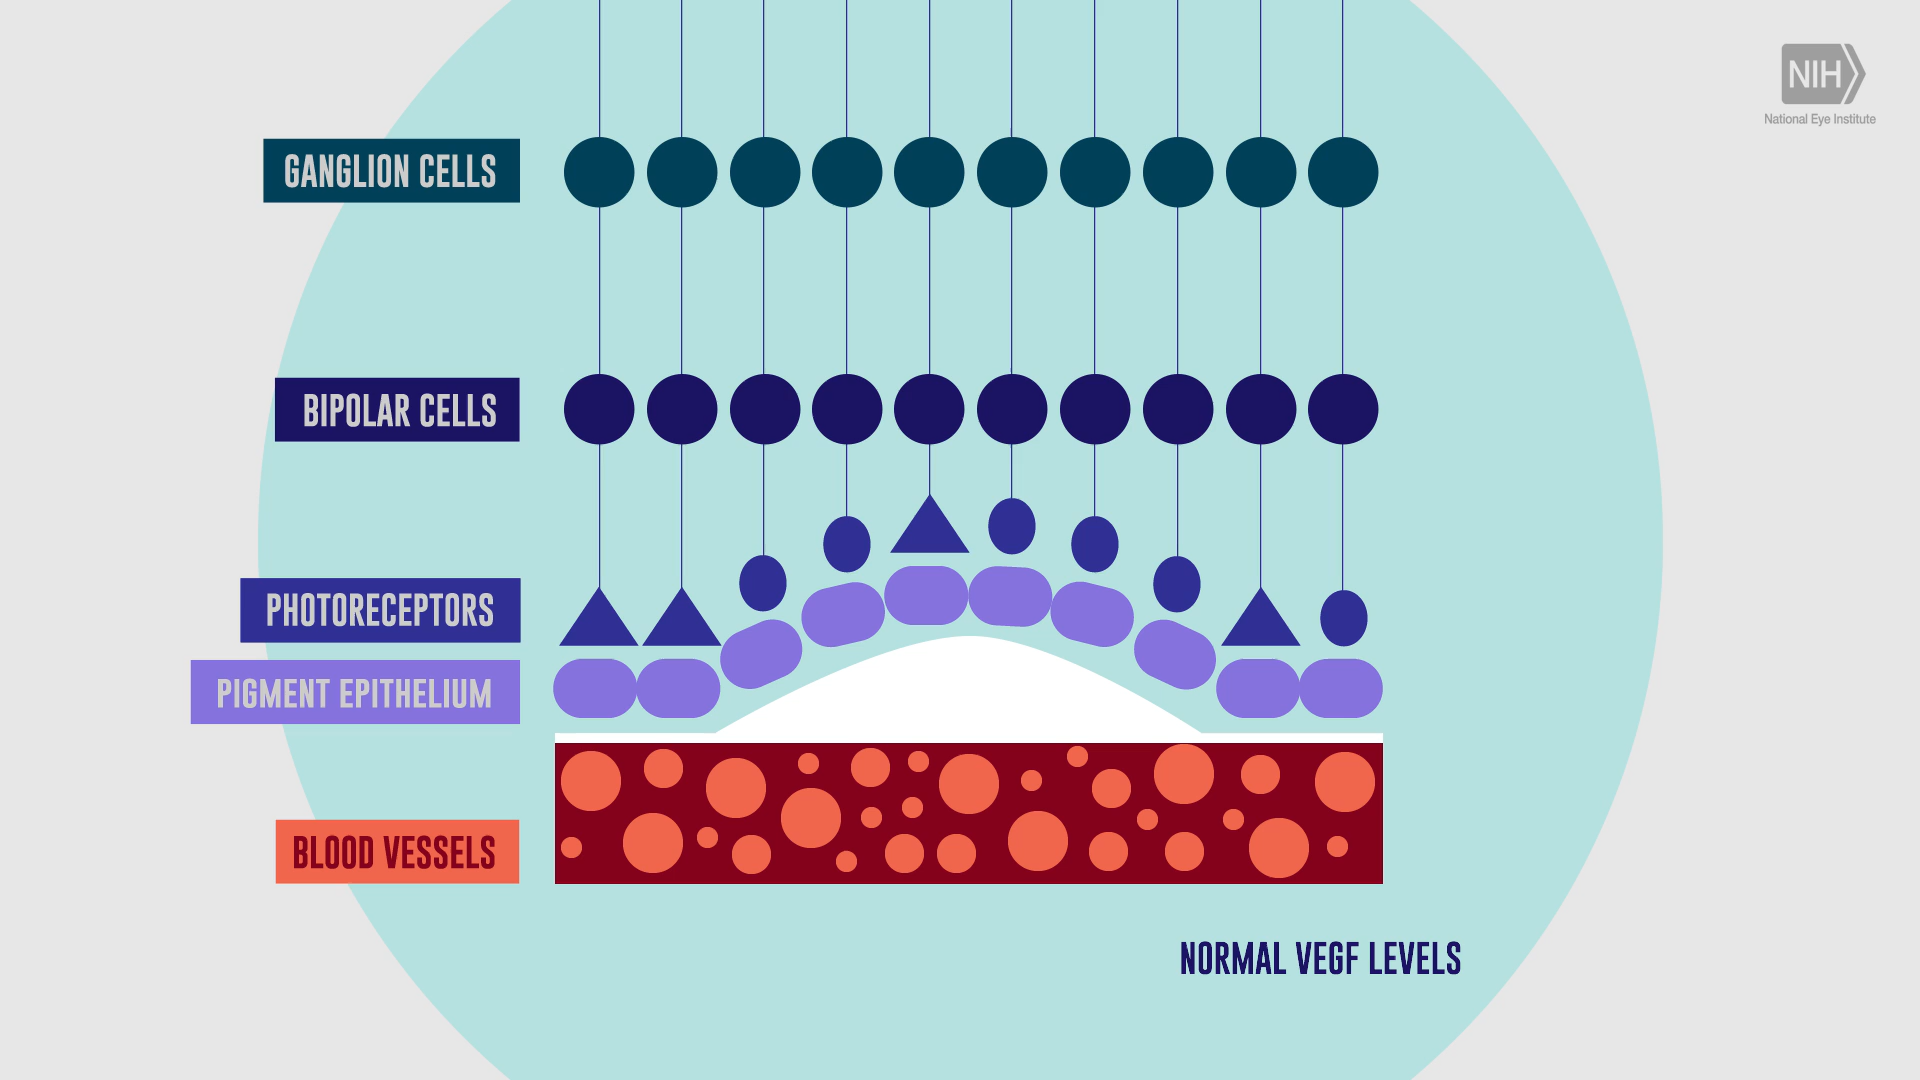 NIH
National Eye Institute
GANGLION CELLS
BIPOLAR CELLS
PHOTORECEPTORS
PIGMENT EPITHELIUM
BLOOD VESSELS
NORMAL VEGF LEVELS